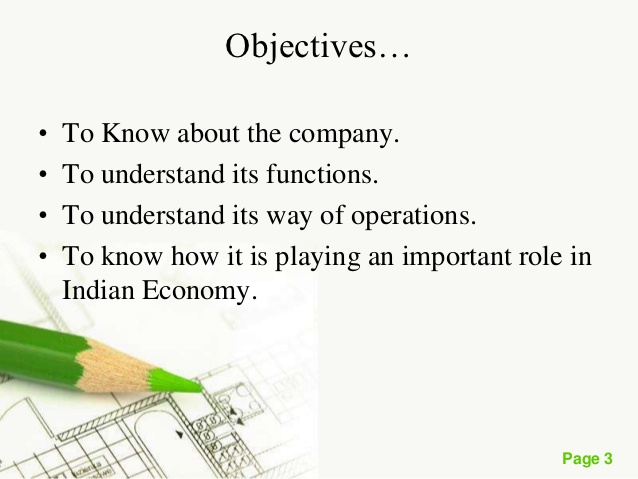 Objectives…
• To Know about the company.
• To understand its functions.
• To understand its way of operations.
• To know how it is playing an important role in
Indian Economy.
Page 3